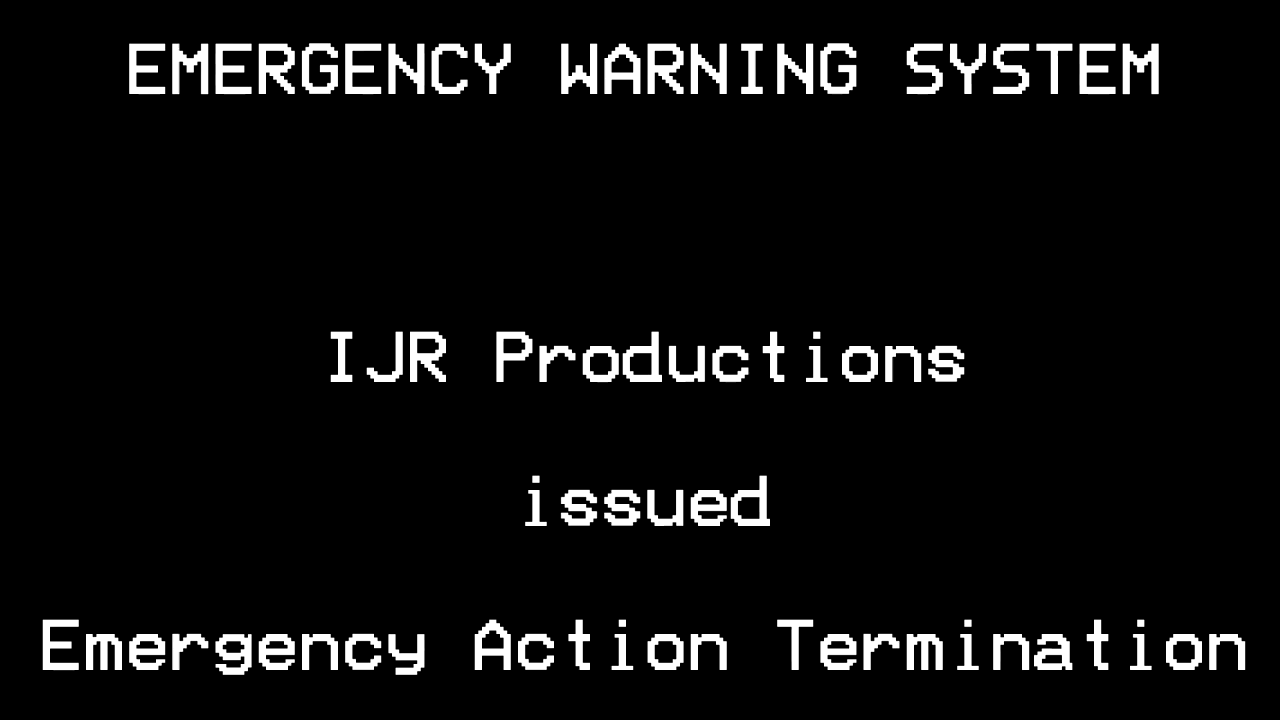 EMERGENCY WARNING SYSTEM
IJR Productions
issued
Emergency Action Termination